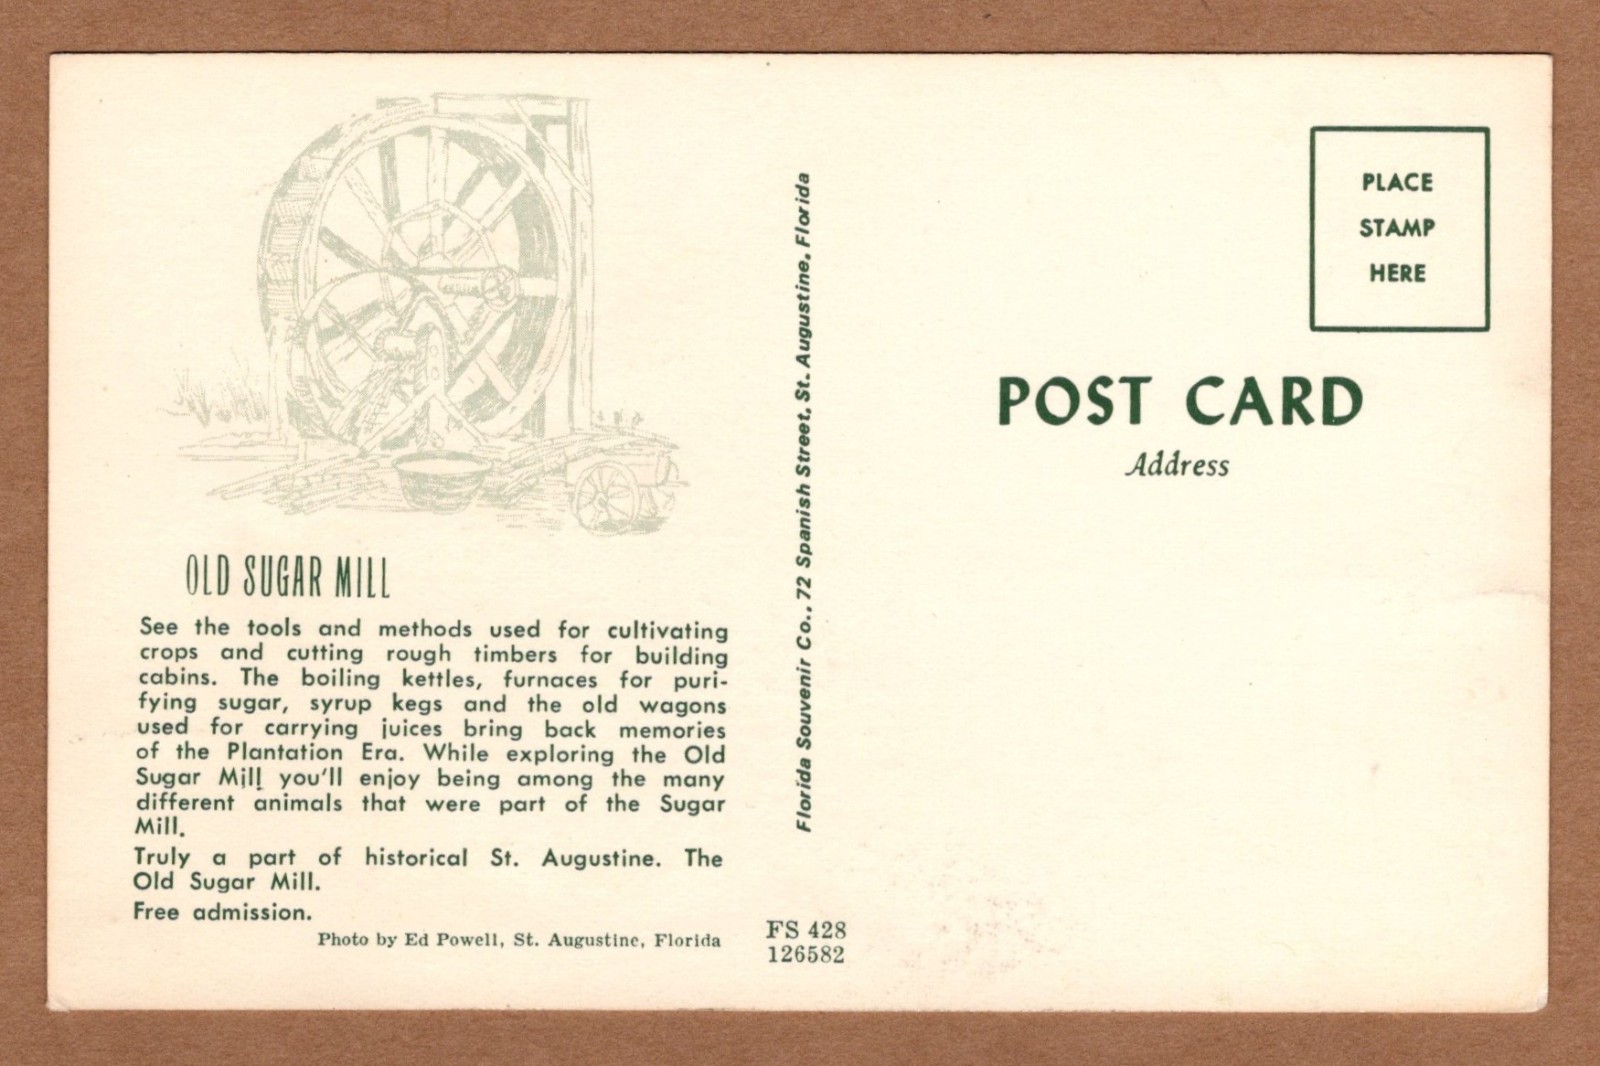 OLD SUGAR MILL
See the tools and methods used for cultivating
crops and cutting rough timbers for building
cabins. The boiling kettles, furnaces for puri-
fying sugar, syrup kegs and the old wagons
used for carrying juices bring back memories
of the Plantation Era. While exploring the Old
Sugar Mill you'll enjoy being among the many
different animals that were part of the Sugar
Mill.
Truly a part of historical St. Augustine. The
Old Sugar Mill.
Free admission.
Photo by Ed Powell, St. Augustine, Florida
Florida Souvenir Co., 72 Spanish Street, St. Augustine, Florida
FS 428
126582
PLACE
STAMP
HERE
POST CARD
Address